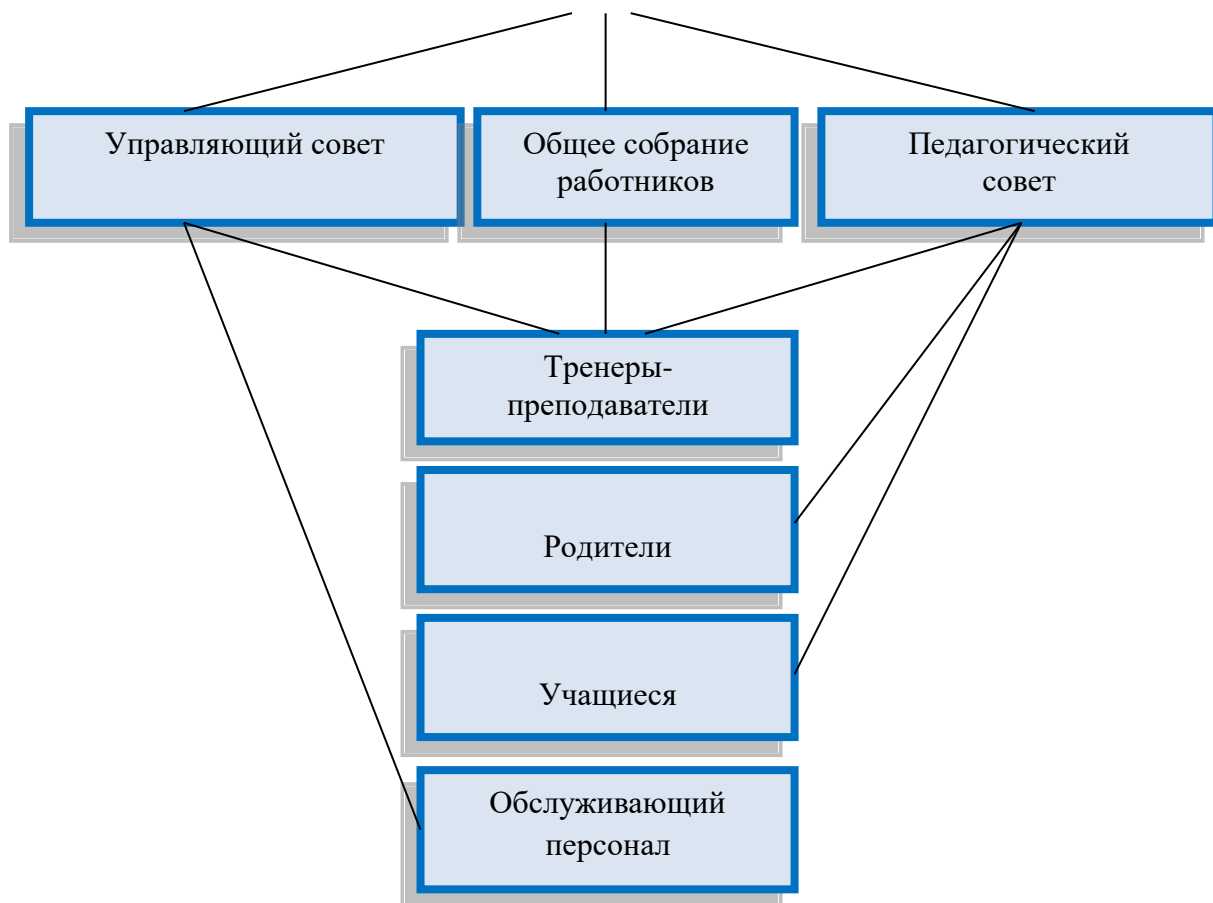 Управляющий совет
Общее собрание
работников
Педагогический
совет
Тренеры-
преподаватели
Родители
Учащиеся
Обслуживающий
персонал